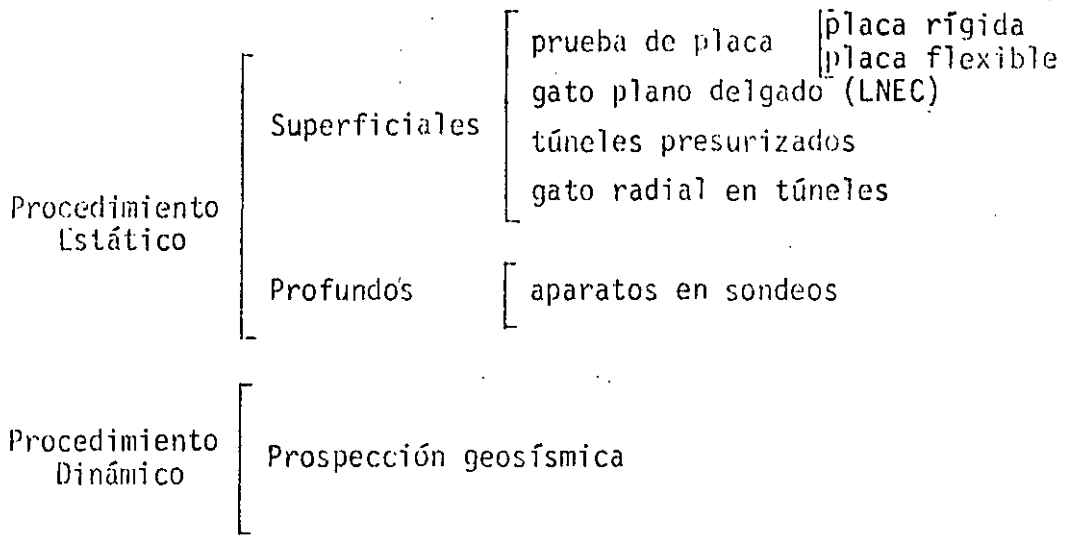 prueba de placa placa rígida
placa flexible
gato plano delgado (LNEC)
Superficiales
túneles presurizados
gato radial en túneles
Procedimiento
Estático
Profundos aparatos en sondeos
Procedimiento
Dinámico
Prospección geosísmica